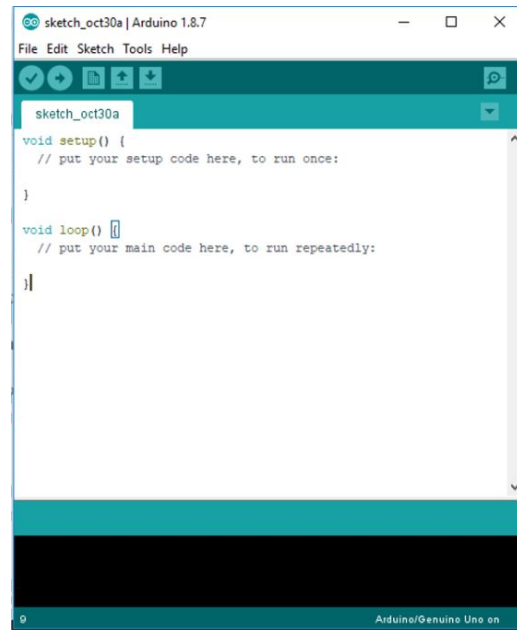 sketch_oct30a | Arduino 1.8.7
File Edit Sketch Tools Help
sketch_oct30a
void setup() {
// put your setup code here, to run once:
}
void loop() {
// put your main code here, to run repeatedly:
}
9 Arduino/Genuino Uno on